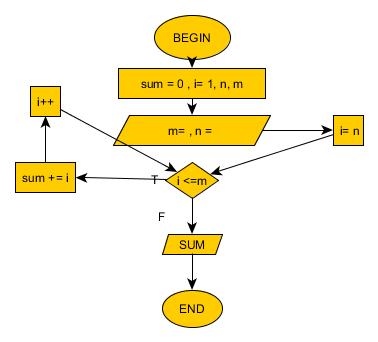 BEGIN
sum = 0 , i= 1, n, m
i++
m= , n =
i= n
sum += i
T
i <=m
F
SUM
END